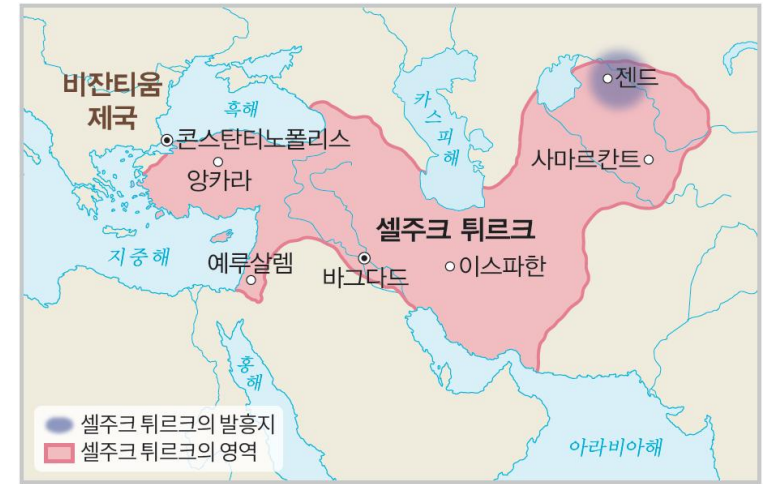 비잔티움
제국
흑해
콘스탄티노폴리스
앙카라
카스피해
젠드
사마르칸트
셀주크 튀르크
지중해
예루살렘
바그다드
이스파한
홍해
아라비아해
셀주크 튀르크의 발흥지
셀주크 튀르크의 영역